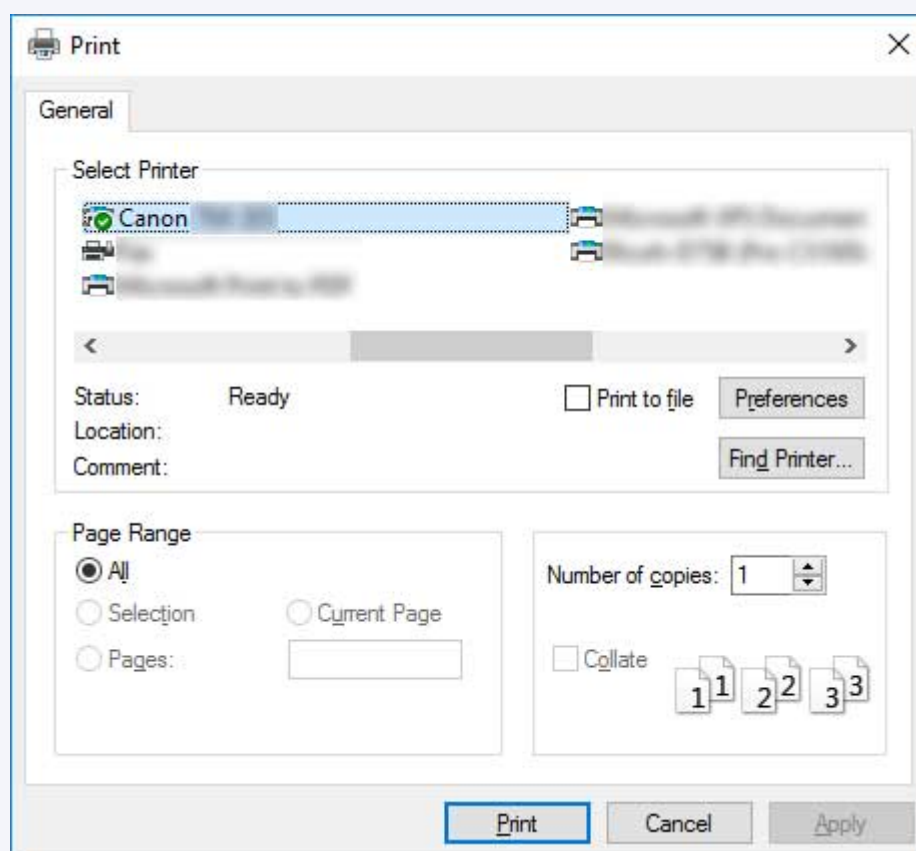 Print
General
Select Printer
Canon
Status: Ready
Print to file
Preferences
Location:
Comment:
Find Printer...
Page Range
All
Selection
Current Page
Pages:
Number of copies: 1
Collate
1 1 2 2 3 3
Print
Cancel
Apply